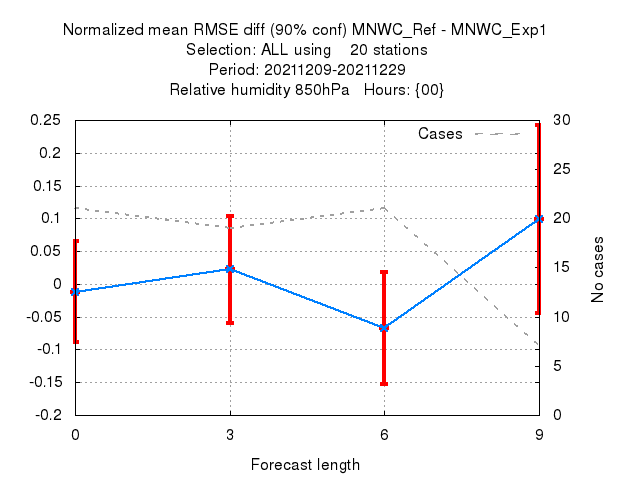 Normalized mean RMSE diff (90% conf) MNWC_Ref - MNWC_Exp1
Selection: ALL using    20 stations
Period: 20211209-20211229
Relative humidity 850hPa   Hours: {00}
Cases
0.25
0.2
0.15
0.1
0.05
0
-0.05
-0.1
-0.15
-0.2
30
25
20
15
10
5
0
No cases
0 3 6 9
Forecast length